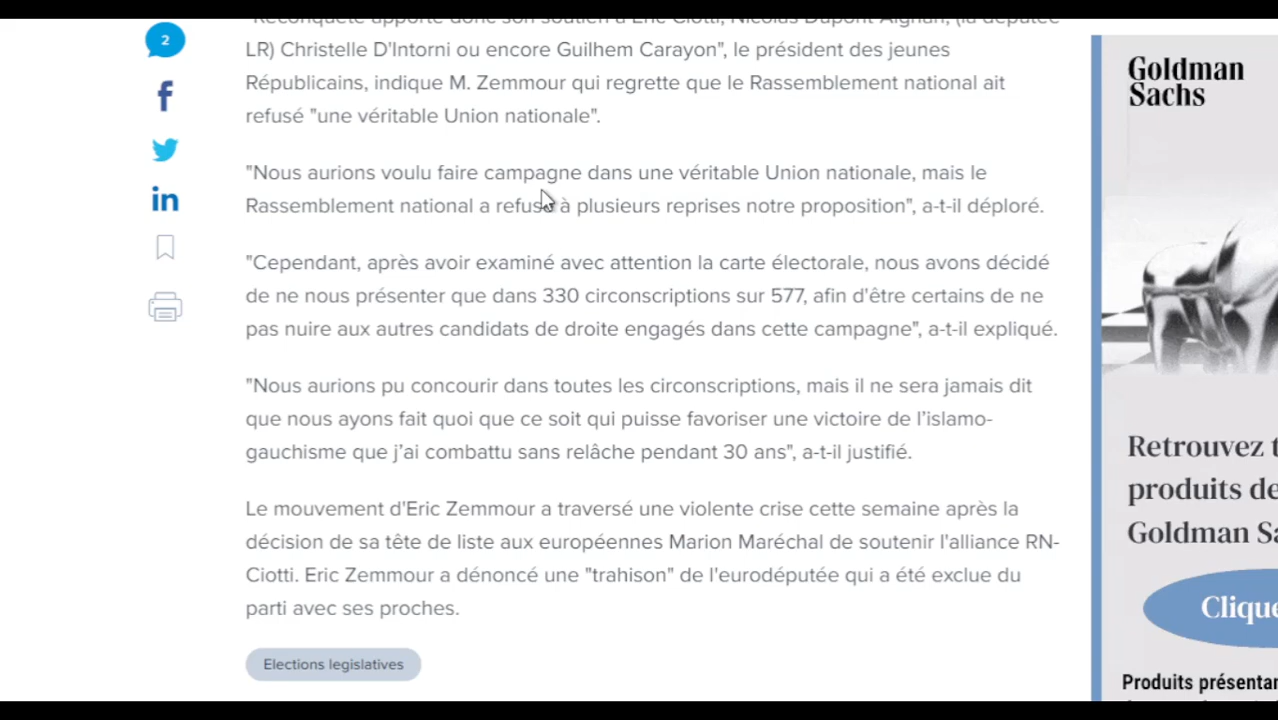 2
"Reconquête apporte donc son soutien à Eric Ciotti, Nicolas Dupont-Aignan, (la députée
LR) Christelle D'Intorni ou encore Guilhem Carayon", le président des jeunes
Républicains, indique M. Zemmour qui regrette que le Rassemblement national ait
refusé "une véritable Union nationale".
"Nous aurions voulu faire campagne dans une véritable Union nationale, mais le
Rassemblement national a refusé à plusieurs reprises notre proposition", a-t-il déploré.
"Cependant, après avoir examiné avec attention la carte électorale, nous avons décidé
de ne nous présenter que dans 330 circonscriptions sur 577, afin d'être certains de ne
pas nuire aux autres candidats de droite engagés dans cette campagne", a-t-il expliqué.
"Nous aurions pu concourir dans toutes les circonscriptions, mais il ne sera jamais dit
que nous ayons fait quoi que ce soit qui puisse favoriser une victoire de l’islamo-
gauchisme que j’ai combattu sans relâche pendant 30 ans", a-t-il justifié.
Le mouvement d'Eric Zemmour a traversé une violente crise cette semaine après la
décision de sa tête de liste aux européennes Marion Maréchal de soutenir l'alliance RN-
Ciotti. Eric Zemmour a dénoncé une "trahison" de l'eurodéputée qui a été exclue du
parti avec ses proches.
Elections legislatives
Goldman
Sachs
Retrouvez t
produits de
Goldman Sa
Clique
Produits présentan